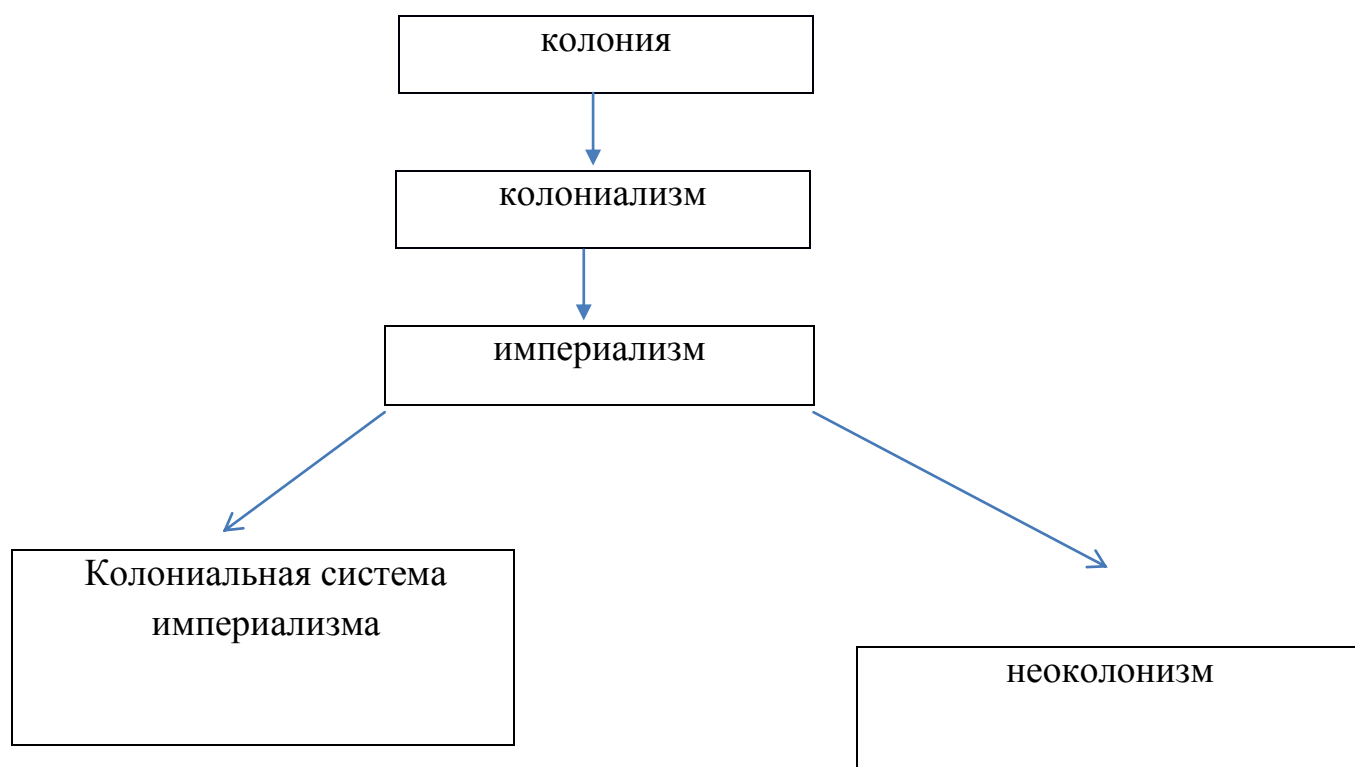 колония
колониализм
империализм
Колониальная система
империализма
неоколонизм